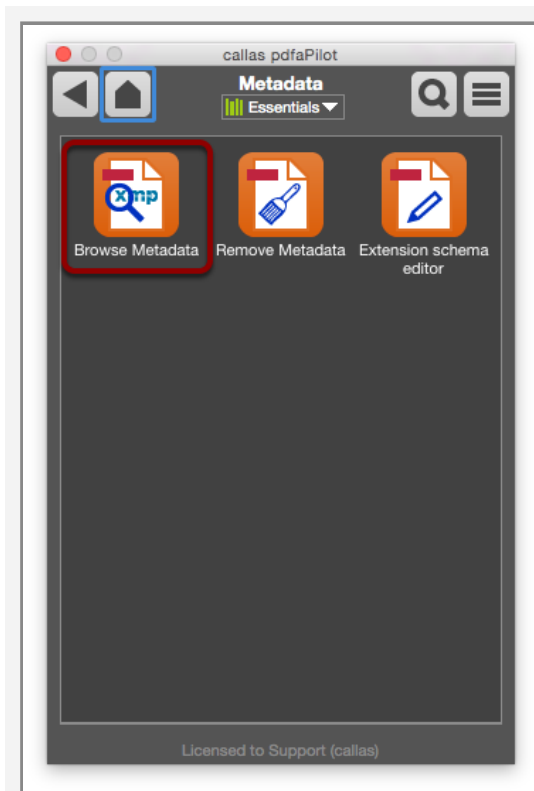 callas pdfaPilot
Metadata
Essentials
xmp
Browse Metadata
Remove Metadata
Extension schema
editor
Licensed to Support (callas)